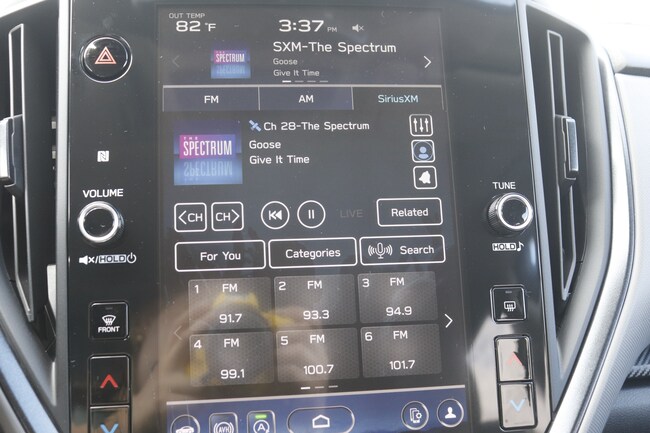 OUT TEMP
82 °F
3:37 PM
SXM-The Spectrum
Goose
Give It Time
SPECTRUM
FM
AM
SiriusXM
THE
SPECTRUM
Ch 28-The Spectrum
Goose
Give It Time
VOLUME
TUNE
CH
CH
LIVE
Related
HOLD
HOLD
For You
Categories
Search
1 FM
91.7
2 FM
93.3
3 FM
94.9
FRONT
4 FM
99.1
5 FM
100.7
6 FM
101.7
AVH
A